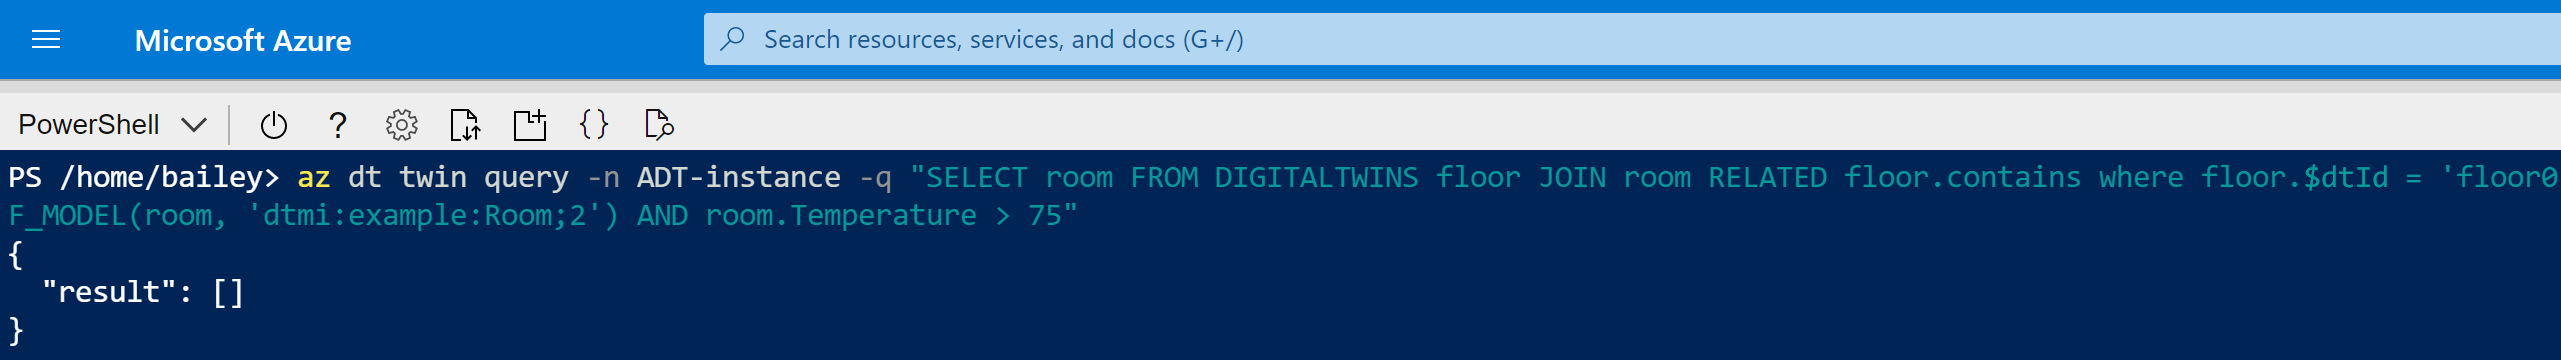 Microsoft Azure
Search resources, services, and docs (G+/)
PowerShell
PS /home/bailey> az dt twin query -n ADT-instance -q "SELECT room FROM DIGITALTWINS floor JOIN room RELATED floor.contains where floor.$dtId = 'floor0
F_MODEL(room, 'dtmi:example:Room;2') AND room.Temperature > 75"
{
"result": []
}